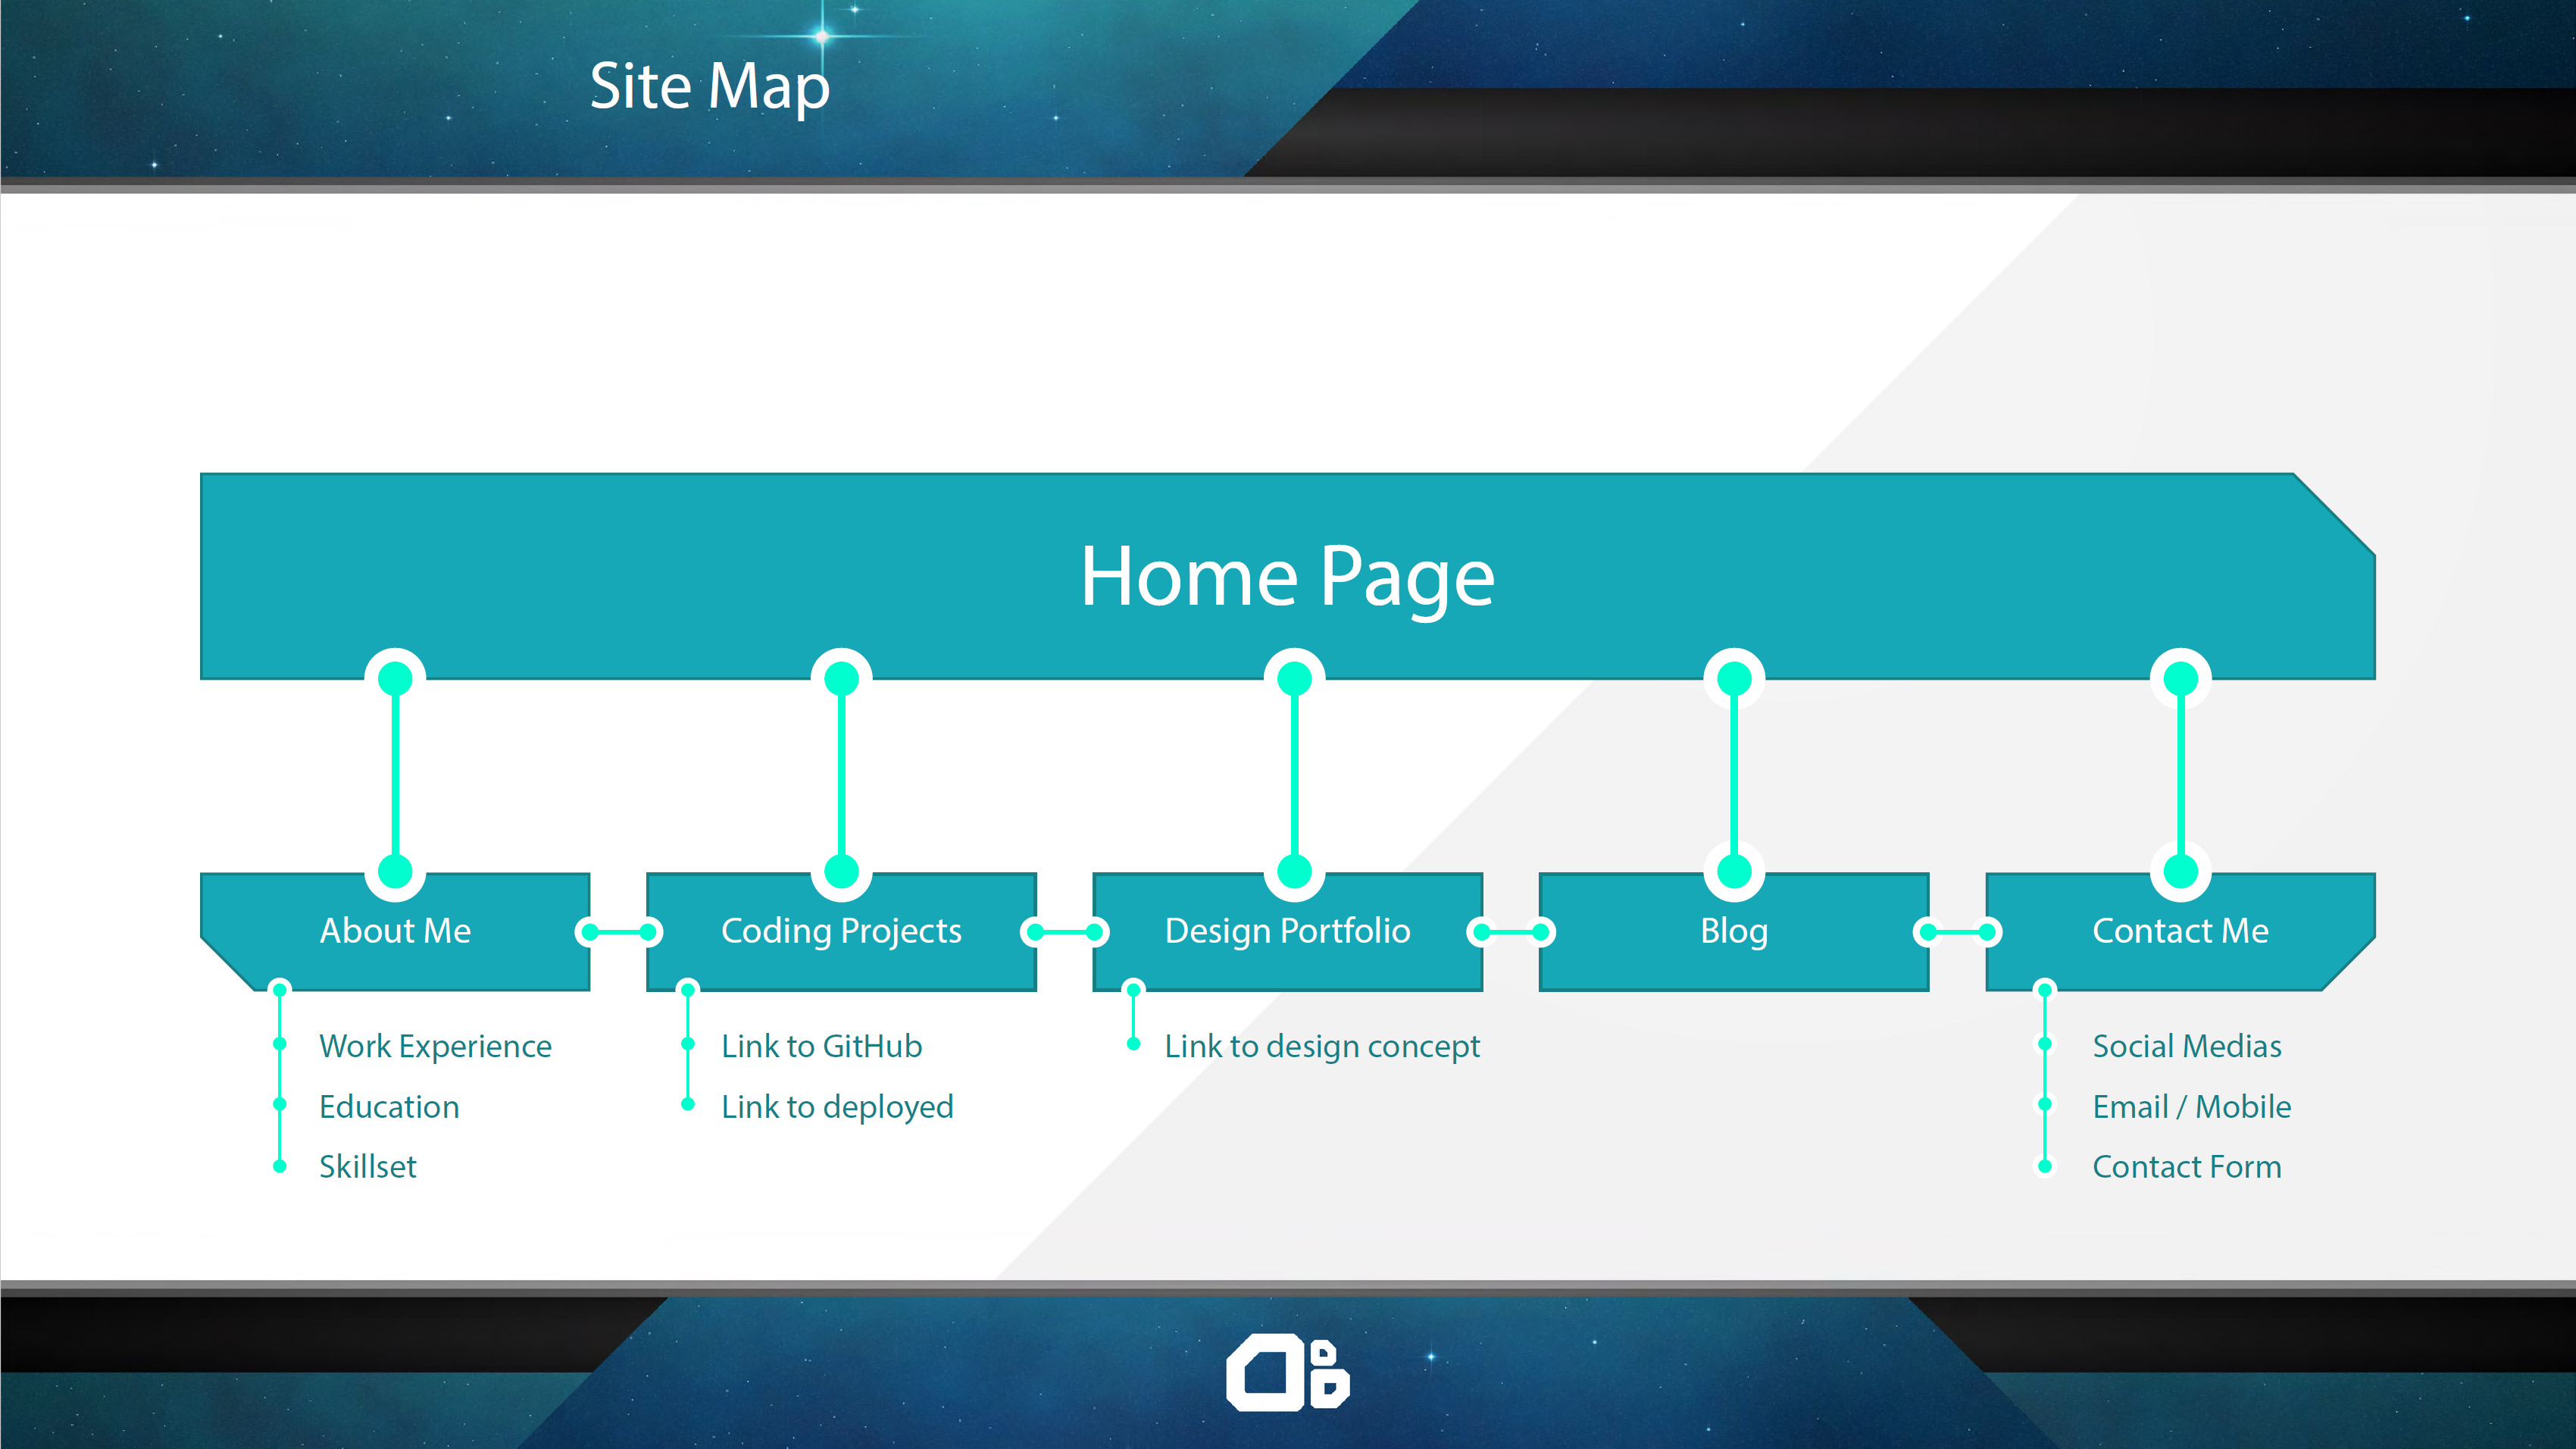 Site Map
Home Page
About Me
Coding Projects
Design Portfolio
Blog
Contact Me
Work Experience
Education
Skillset
Link to GitHub
Link to deployed
Link to design concept
Social Medias
Email / Mobile
Contact Form